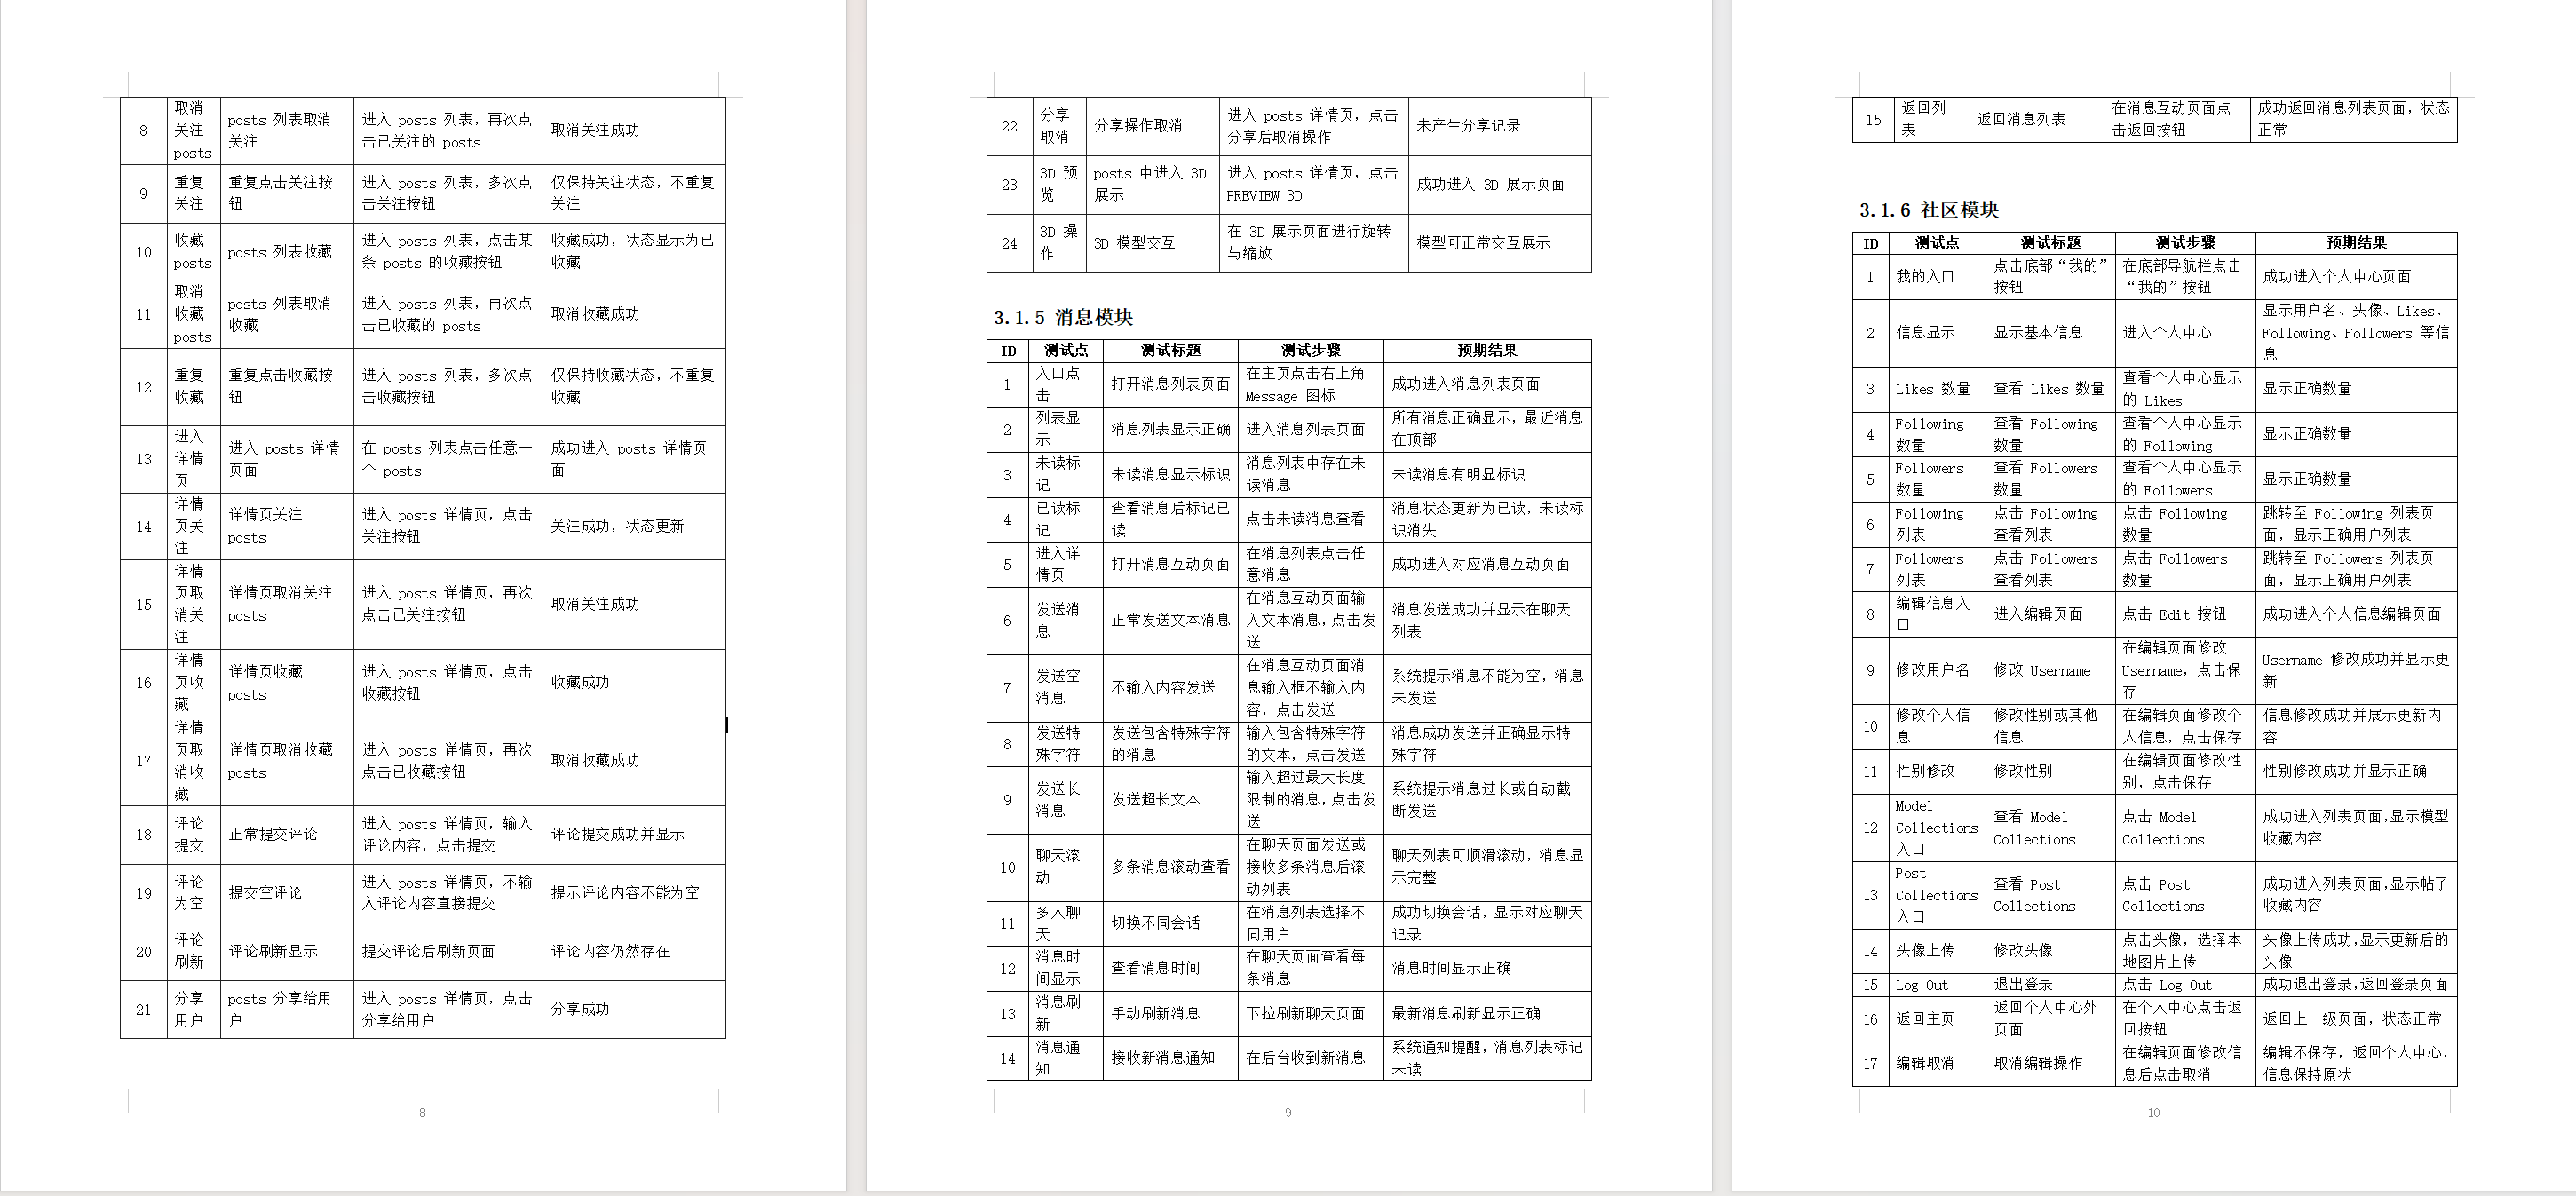 8 取消关注 posts posts 列表取消关注 进入 posts 列表，再次点击已关注的 posts 取消关注成功
9 重复关注 重复点击关注按钮 进入 posts 列表，多次点击关注按钮 仅保持关注状态，不重复关注
10 收藏 posts posts 列表收藏 进入 posts 列表，点击某条 posts 的收藏按钮 收藏成功，状态显示为已收藏
11 取消收藏 posts posts 列表取消收藏 进入 posts 列表，再次点击已收藏的 posts 取消收藏成功
12 重复收藏 重复点击收藏按钮 进入 posts 列表，多次点击收藏按钮 仅保持收藏状态，不重复收藏
13 进入详情页 进入 posts 详情页面 在 posts 列表点击任意一个 posts 成功进入 posts 详情页面
14 详情页关注 详情页关注 posts 进入 posts 详情页，点击关注按钮 关注成功，状态更新
15 详情页取消关注 详情页取消关注 posts 进入 posts 详情页，再次点击已关注按钮 取消关注成功
16 详情页收藏 详情页收藏 posts 进入 posts 详情页，点击收藏按钮 收藏成功
17 详情页取消收藏 详情页取消收藏 posts 进入 posts 详情页，再次点击已收藏按钮 取消收藏成功
18 评论提交 正常提交评论 进入 posts 详情页，输入评论内容，点击提交 评论提交成功并显示
19 评论为空 提交空评论 进入 posts 详情页，不输入评论内容直接提交 提示评论内容不能为空
20 评论刷新 评论刷新显示 提交评论后刷新页面 评论内容仍然存在
21 分享用户 posts 分享给用户 进入 posts 详情页，点击分享给用户 分享成功
8
22 分享取消 分享操作取消 进入 posts 详情页，点击分享后取消操作 未产生分享记录
23 3D 预览 posts 中进入 3D 展示 进入 posts 详情页，点击 PREVIEW 3D 成功进入 3D 展示页面
24 3D 操作 3D 模型交互 在 3D 展示页面进行旋转与缩放 模型可正常交互展示
3.1.5 消息模块
ID 测试点 测试标题 测试步骤 预期结果
1 入口点击 打开消息列表页面 在主页点击右上角 Message 图标 成功进入消息列表页面
2 列表显示 消息列表显示正确 进入消息列表页面 所有消息正确显示，最近消息在顶部
3 未读标记 未读消息显示标识 消息列表中存在未读消息 未读消息有明显标识
4 已读标记 查看消息后标记已读 点击未读消息查看 消息状态更新为已读，未读标识消失
5 进入详情页 打开消息互动页面 在消息列表点击任意消息 成功进入对应消息互动页面
6 发送消息 正常发送文本消息 在消息互动页面输入文本消息，点击发送 消息发送成功并显示在聊天列表
7 发送空消息 不输入内容发送 在消息互动页面消息输入框不输入内容，点击发送 系统提示消息不能为空，消息未发送
8 发送特殊字符 发送包含特殊字符的消息 输入包含特殊字符的文本，点击发送 消息成功发送并正确显示特殊字符
9 发送长消息 发送超长文本 输入超过最大长度限制的消息，点击发送 系统提示消息过长或自动截断发送
10 聊天滚动 多条消息滚动查看 在聊天页面发送或接收多条消息后滚动列表 聊天列表可顺滑滚动，消息显示完整
11 多人聊天 切换不同会话 在消息列表选择不同用户 成功切换会话，显示对应聊天记录
12 消息时间显示 查看消息时间 在聊天页面查看每条消息 消息时间显示正确
13 消息刷新 手动刷新消息 下拉刷新聊天页面 最新消息刷新显示正确
14 消息通知 接收新消息通知 在后台收到新消息 系统通知提醒，消息列表标记未读
9
15 返回列表 返回消息列表 在消息互动页面点击返回按钮 成功返回消息列表页面，状态正常
3.1.6 社区模块
ID 测试点 测试标题 测试步骤 预期结果
1 我的入口 点击底部“我的”按钮 在底部导航栏点击“我的”按钮 成功进入个人中心页面
2 信息显示 显示基本信息 进入个人中心 显示用户名、头像、Likes、Following、Followers 等信息
3 Likes 数量 查看 Likes 数量 查看个人中心显示的 Likes 显示正确数量
4 Following 数量 查看 Following 数量 查看个人中心显示的 Following 显示正确数量
5 Followers 数量 查看 Followers 数量 查看个人中心显示的 Followers 显示正确数量
6 Following 列表 点击 Following 查看列表 点击 Following 数量 跳转至 Following 列表页面，显示正确用户列表
7 Followers 列表 点击 Followers 查看列表 点击 Followers 数量 跳转至 Followers 列表页面，显示正确用户列表
8 编辑信息入口 进入编辑页面 点击 Edit 按钮 成功进入个人信息编辑页面
9 修改用户名 修改 Username 在编辑页面修改 Username，点击保存 Username 修改成功并显示更新
10 修改个人信息 修改性别或其他信息 在编辑页面修改个人信息，点击保存 信息修改成功并展示更新内容
11 性别修改 修改性别 在编辑页面修改性别，点击保存 性别修改成功并显示正确
12 Model Collections 入口 查看 Model Collections 点击 Model Collections 成功进入列表页面,显示模型收藏内容
13 Post Collections 入口 查看 Post Collections 点击 Post Collections 成功进入列表页面,显示帖子收藏内容
14 头像上传 修改头像 点击头像，选择本地图片上传 头像上传成功,显示更新后的头像
15 Log Out 退出登录 点击 Log Out 成功退出登录,返回登录页面
16 返回主页 返回个人中心外页面 在个人中心点击返回按钮 返回上一级页面，状态正常
17 编辑取消 取消编辑操作 在编辑页面修改信息后点击取消 编辑不保存，返回个人中心，信息保持原状
10